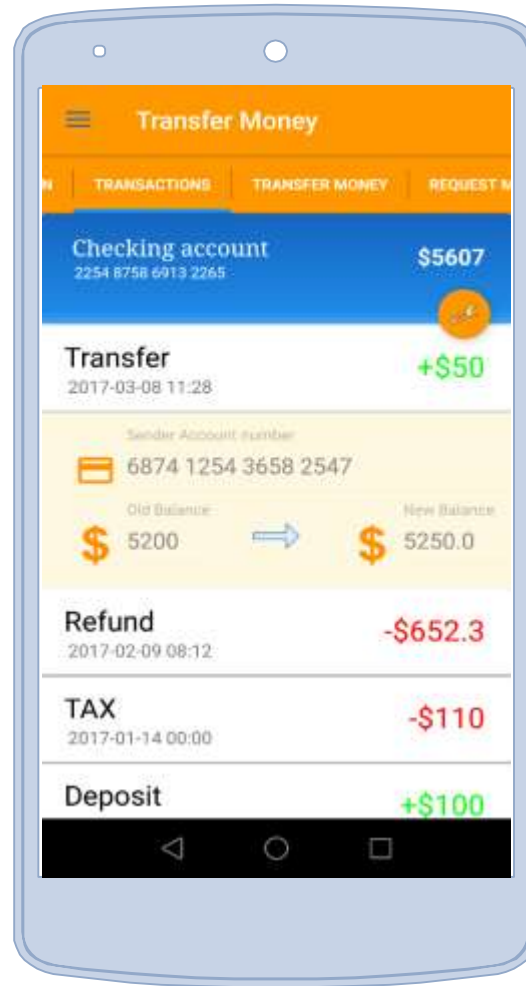 Transfer Money
N TRANSACTIONS TRANSFER MONEY REQUEST M
Checking account
$5607
2254 8758 6913 2265
Transfer
+$50
2017-03-08 11:28
Sender Account number
6874 1254 3658 2547
Old Balance New Balance
$ 5200 $ 5250.0
Refund
-$652.3
2017-02-09 08:12
TAX
-$110
2017-01-14 00:00
Deposit
+$100